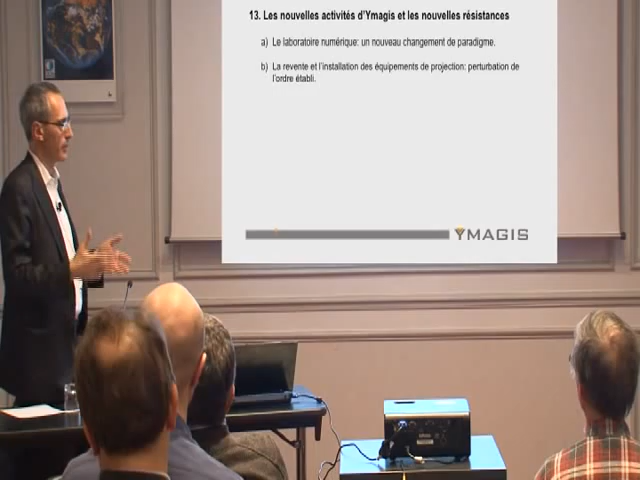 13. Les nouvelles activités d'Ymagis et les nouvelles résistances
a) Le laboratoire numérique: un nouveau changement de paradigme.
b) La revente et l'installation des équipements de projection: perturbation de
l'ordre établi.
YMAGIS